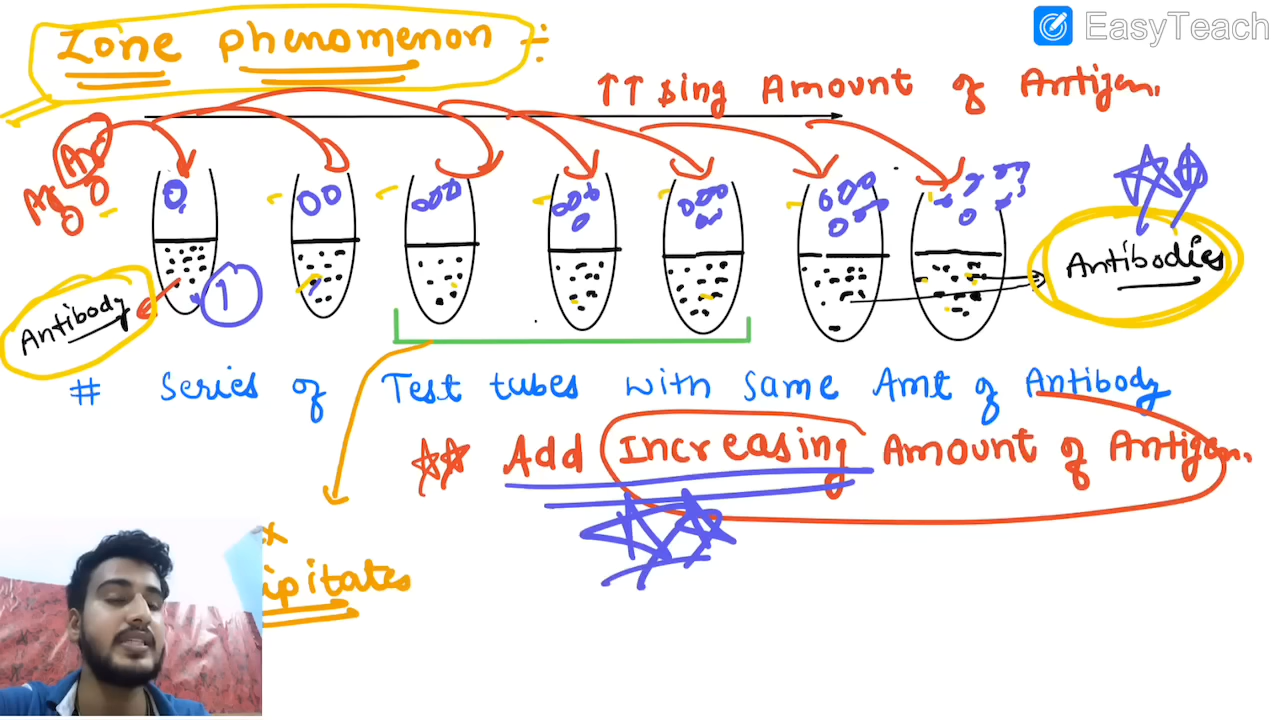 EasyTeach
Zone phenomenon :-
↑↑sing Amount of Antigen.
Ag
Antibodies
Antibody
1
# Series of Test tubes with Same Amt of Antibody
Add Increasing Amount of Antigen.